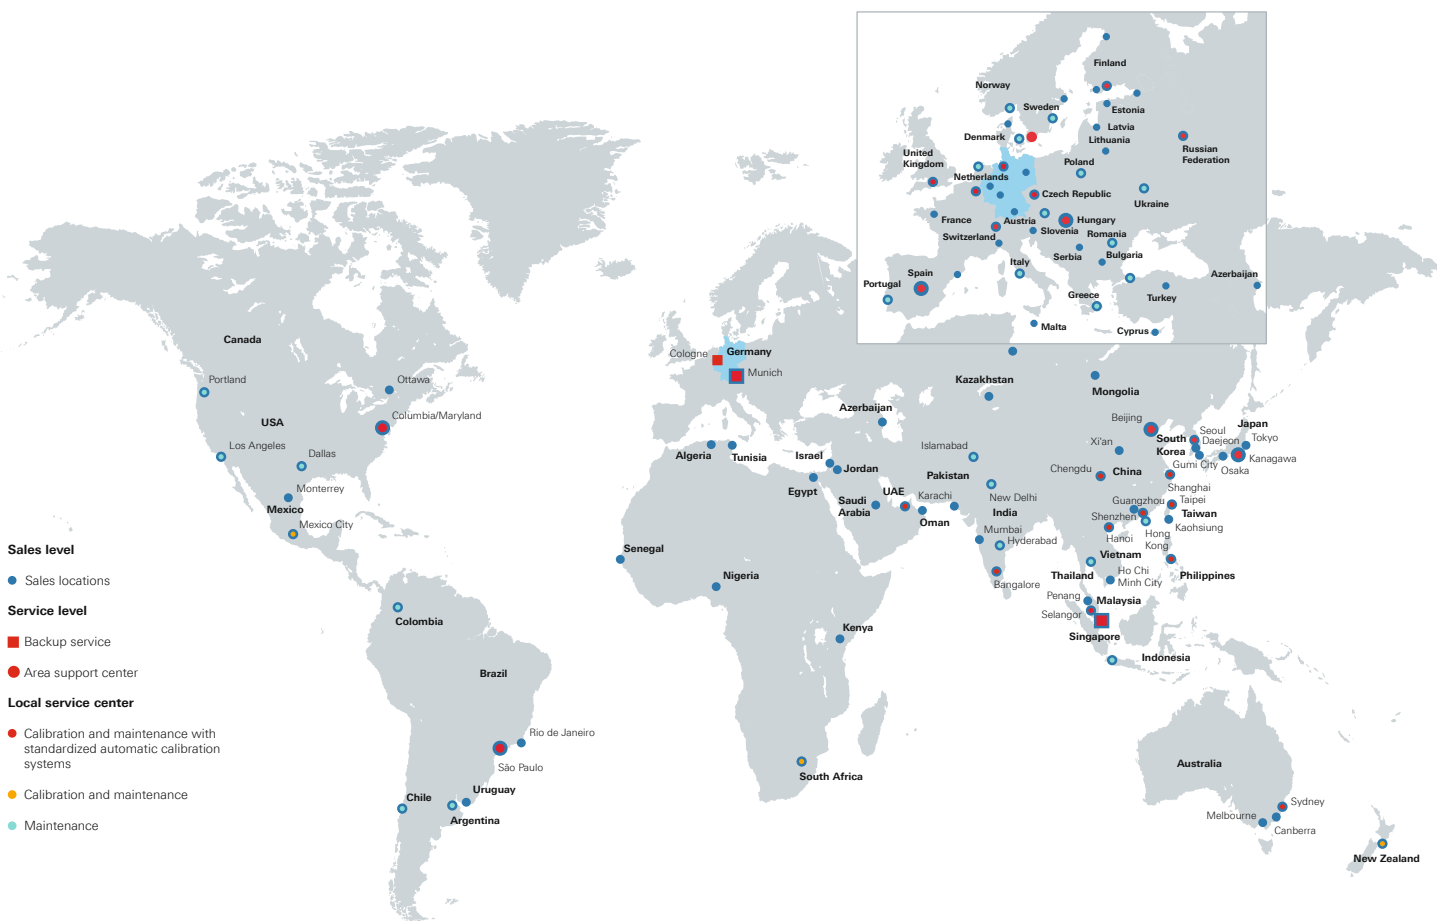 Finland
Norway
Sweden
Estonia
Denmark
Latvia
Lithuania
Russian
Federation
United
Kingdom
Poland
Netherlands
Czech Republic
Ukraine
France
Austria
Hungary
Switzerland
Slovenia
Romania
Serbia
Bulgaria
Italy
Spain
Azerbaijan
Portugal
Greece
Turkey
Malta
Cyprus
Canada
Cologne
Germany
Munich
Portland
Ottawa
Kazakhstan
Mongolia
Columbia/Maryland
USA
Azerbaijan
Beijing
Japan
Seoul
Daejeon
Tokyo
Los Angeles
Dallas
Algeria
Tunisia
Israel
Jordan
Islamabad
Xi'an
South
Korea
Gumi City
Osaka
Kanagawa
Monterrey
Egypt
Pakistan
Chengdu
China
Shanghai
Mexico
Saudi
Arabia
UAE
Karachi
New Delhi
India
Guangzhou
Taipei
Mexico City
Oman
Shenzhen
Taiwan
Kaohsiung
Mumbai
Hyderabad
Hanoi
Hong
Kong
Senegal
Vietnam
Nigeria
Bangalore
Thailand
Ho Chi
Minh City
Philippines
Penang
Malaysia
Selangor
Colombia
Kenya
Singapore
Indonesia
Brazil
Rio de Janeiro
São Paulo
South Africa
Australia
Chile
Uruguay
Argentina
Sydney
Melbourne
Canberra
New Zealand
Sales level
Sales locations
Service level
Backup service
Area support center
Local service center
Calibration and maintenance with
standardized automatic calibration
systems
Calibration and maintenance
Maintenance